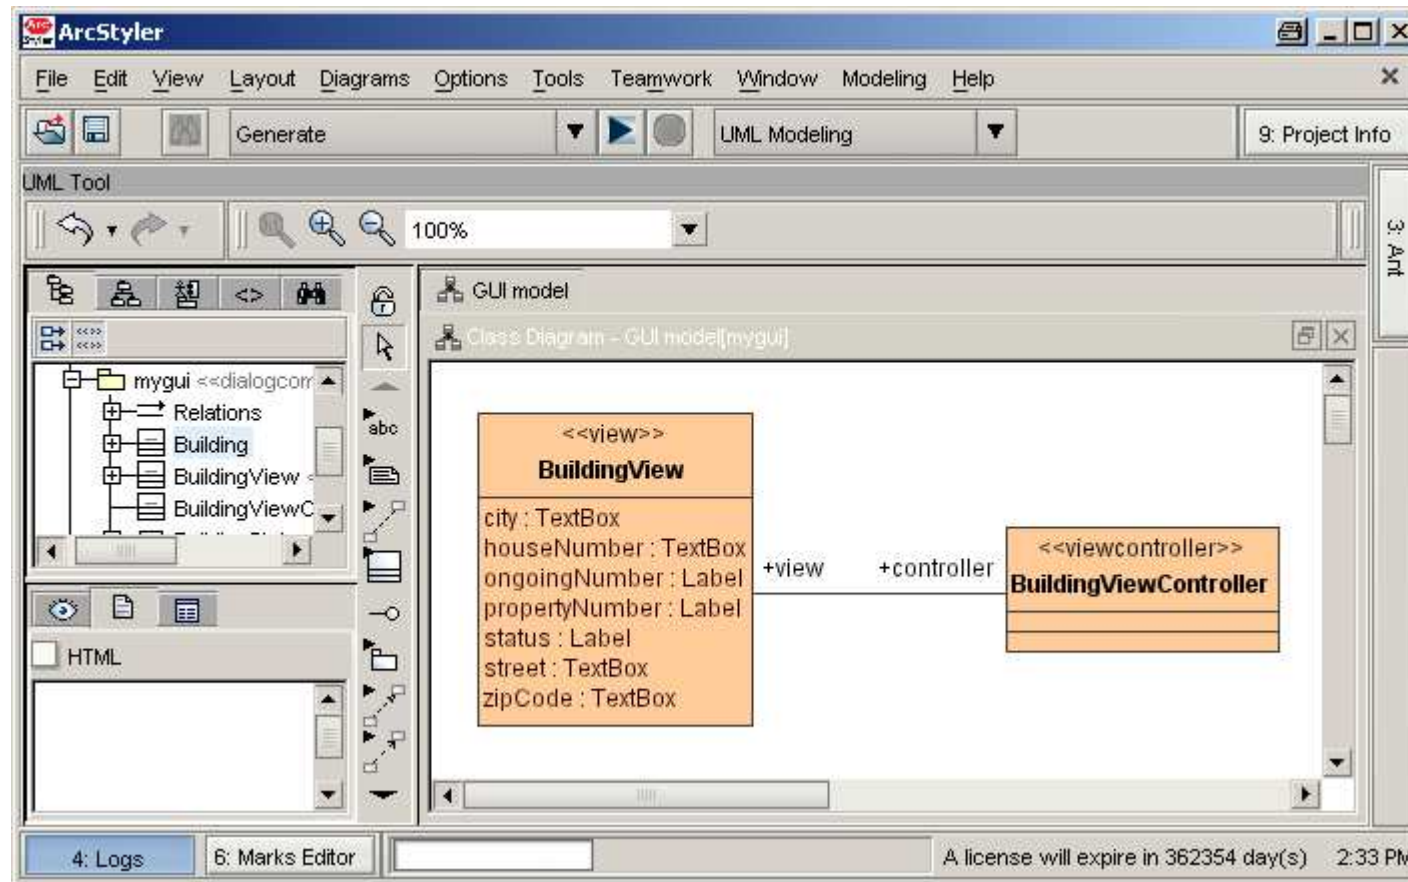 ArcStyler
File Edit View Layout Diagrams Options Tools Teamwork Window Modeling Help
Generate UML Modeling 9: Project Info
UML Tool
100%
3: Ant
GUI model
Class Diagram - GUI model[mygui]
mygui <<dialogcom
Relations
Building
BuildingView <
BuildingViewC
abc
HTML
<<view>>
BuildingView
city : TextBox
houseNumber : TextBox
ongoingNumber : Label
propertyNumber : Label
status : Label
street : TextBox
zipCode : TextBox
+view +controller
<<viewcontroller>>
BuildingViewController
4: Logs 6: Marks Editor A license will expire in 362354 day(s) 2:33 PM